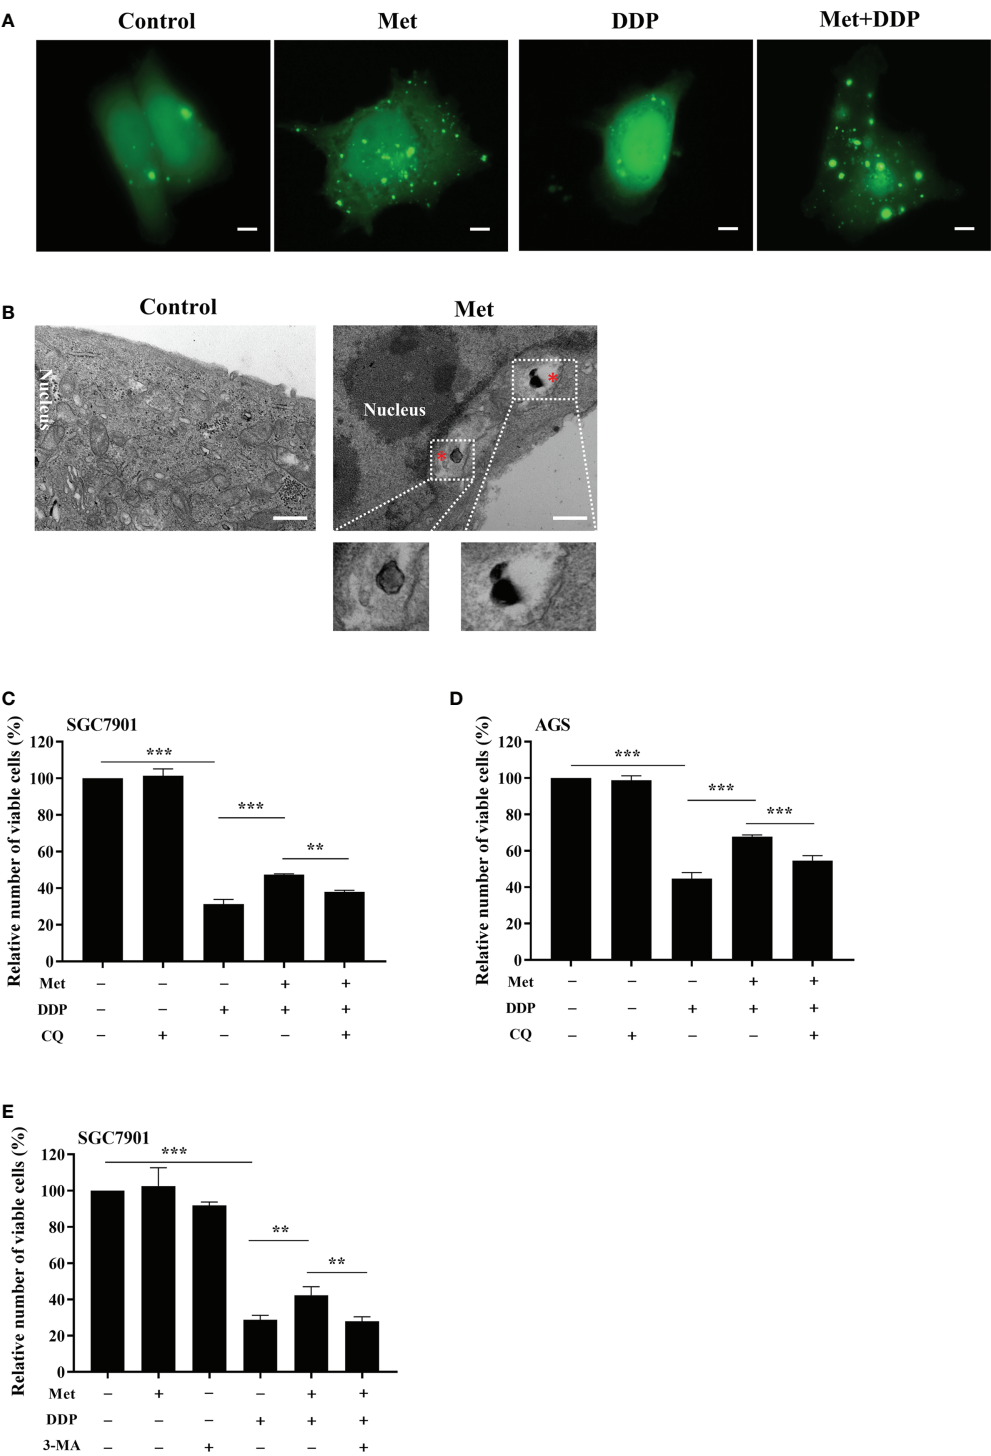 A
Control Met DDP Met+DDP
B
Control Met
Nucleus
Nucleus
*
*
C
SGC7901
Relative number of viable cells (%)
120
100
80
60
40
20
0
***
***
**
Met – – – + +
DDP – – + + +
CQ – + – – +
D
AGS
Relative number of viable cells (%)
120
100
80
60
40
20
0
***
***
***
Met – – – + +
DDP – – + + +
CQ – + – – +
E
SGC7901
Relative number of viable cells (%)
120
100
80
60
40
20
0
***
**
**
Met – + – – + +
DDP – – – + + +
3-MA – – + – – +